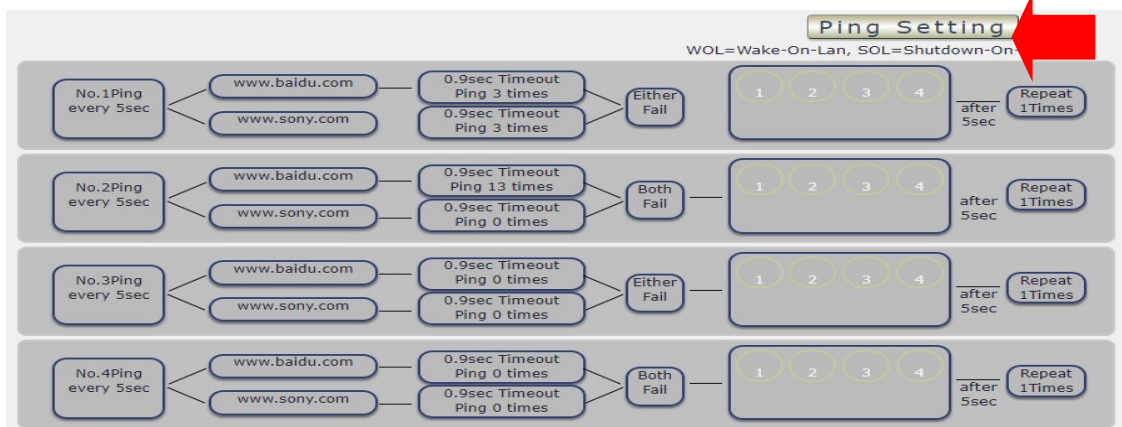 Ping Setting
WOL=Wake-On-Lan, SOL=Shutdown-On-
No.1Ping
every 5sec
www.baidu.com
www.sony.com
0.9sec Timeout
Ping 3 times
0.9sec Timeout
Ping 3 times
Either
Fail
1 2 3 4
after
5sec
Repeat
1Times
No.2Ping
every 5sec
www.baidu.com
www.sony.com
0.9sec Timeout
Ping 13 times
0.9sec Timeout
Ping 0 times
Both
Fail
1 2 3 4
after
5sec
Repeat
1Times
No.3Ping
every 5sec
www.baidu.com
www.sony.com
0.9sec Timeout
Ping 0 times
0.9sec Timeout
Ping 0 times
Either
Fail
1 2 3 4
after
5sec
Repeat
1Times
No.4Ping
every 5sec
www.baidu.com
www.sony.com
0.9sec Timeout
Ping 0 times
0.9sec Timeout
Ping 0 times
Both
Fail
1 2 3 4
after
5sec
Repeat
1Times